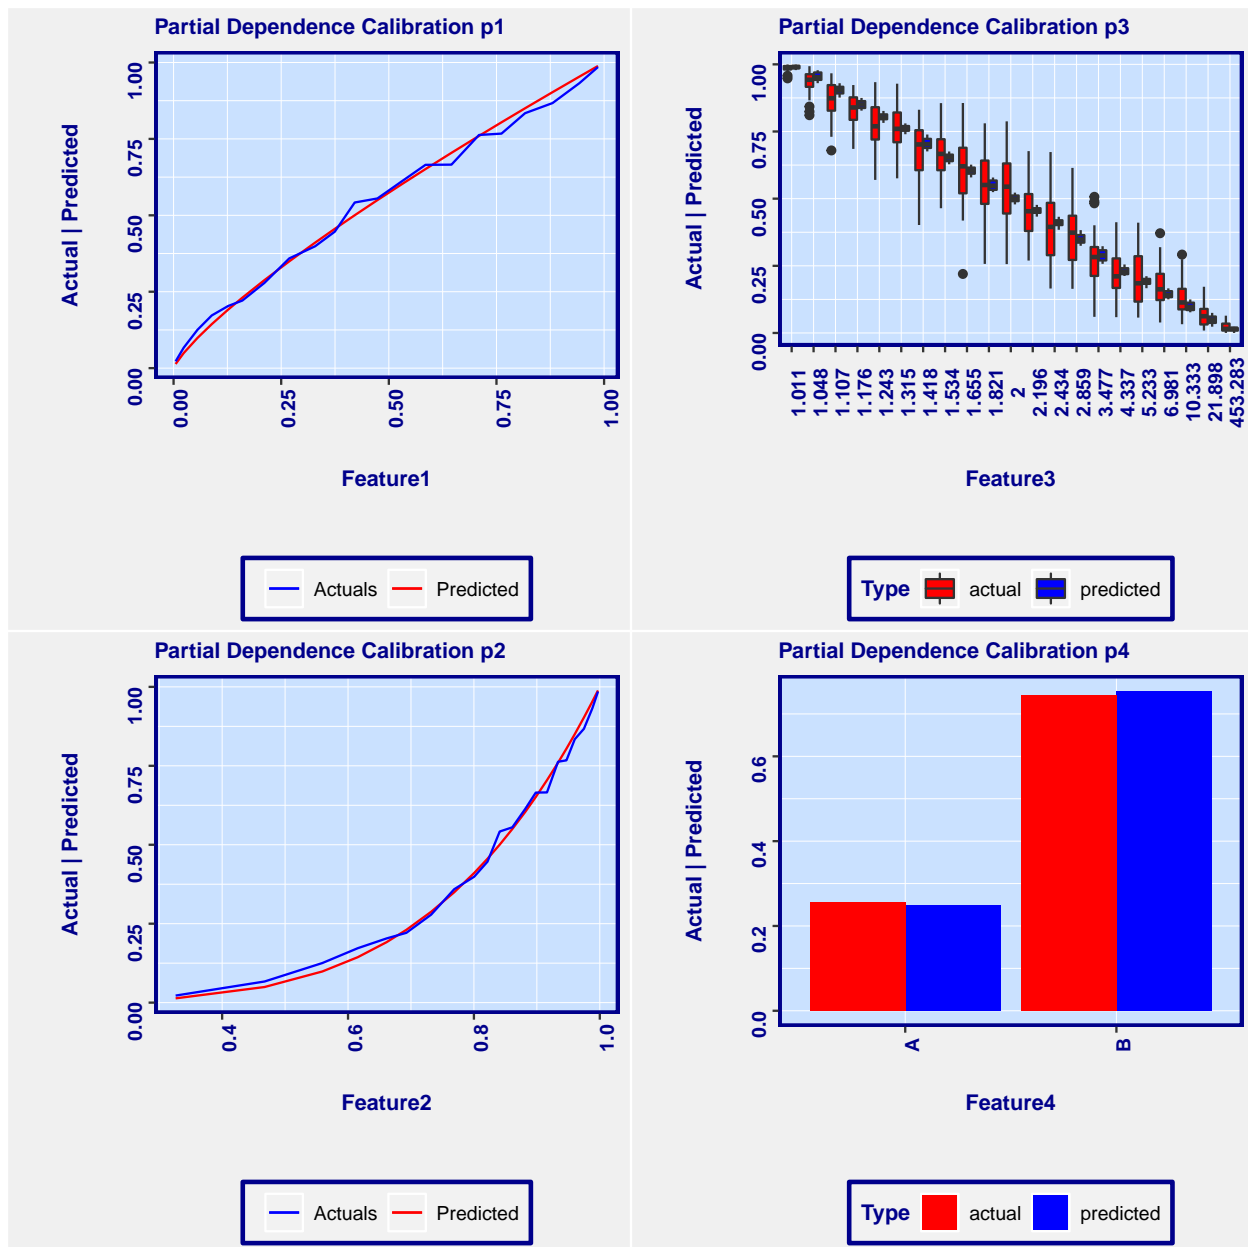 Partial Dependence Calibration p1
Actual | Predicted
1.00
0.75
0.50
0.25
0.00
0.00 0.25 0.50 0.75 1.00
Feature1
Actuals Predicted
Partial Dependence Calibration p3
Actual | Predicted
1.00
0.75
0.50
0.25
0.00
1.011 1.048 1.107 1.176 1.243 1.315 1.418 1.534 1.655 1.821 2 2.196 2.434 2.859 3.477 4.337 5.233 6.981 10.333 21.898 453.283
Feature3
Type actual predicted
Partial Dependence Calibration p2
Actual | Predicted
1.00
0.75
0.50
0.25
0.00
0.4 0.6 0.8 1.0
Feature2
Actuals Predicted
Partial Dependence Calibration p4
Actual | Predicted
0.6
0.4
0.2
0.0
A B
Feature4
Type actual predicted